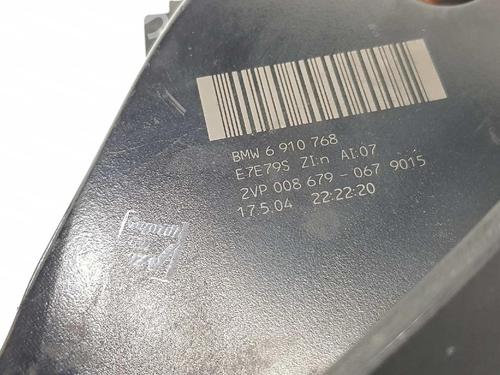 BMW 6 910 768
E7E79S ZI:n AI:07
2VP 008 679 - 067 9015
17.5.04 22:22:20